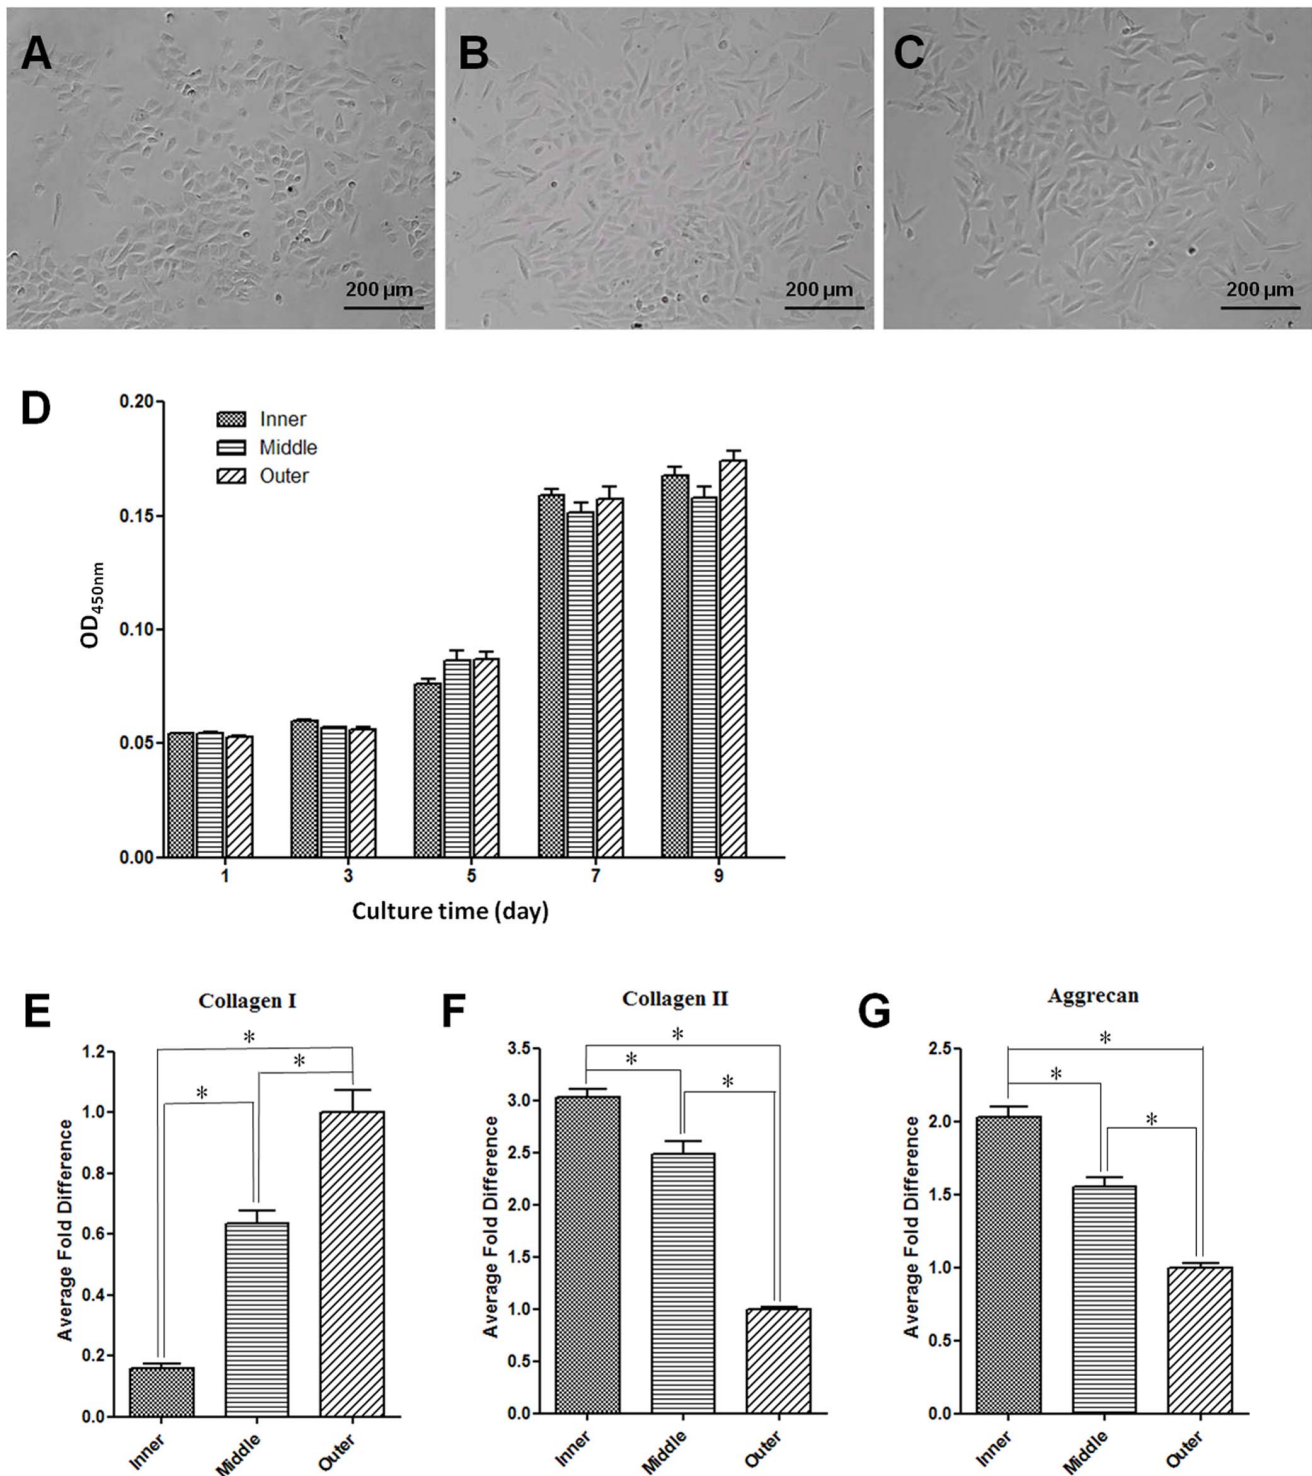 A
B
C
200 µm
200 µm
200 µm
D
0.20
0.15
0.10
0.05
0.00
OD450nm
Inner
Middle
Outer
1 3 5 7 9
Culture time (day)
E
Collagen I
Average Fold Difference
1.2
1.0
0.8
0.6
0.4
0.2
0.0
*
*
*
Inner
Middle
Outer
F
Collagen II
Average Fold Difference
3.5
3.0
2.5
2.0
1.5
1.0
0.5
0.0
*
*
*
Inner
Middle
Outer
G
Aggrecan
Average Fold Difference
2.5
2.0
1.5
1.0
0.5
0.0
*
*
*
Inner
Middle
Outer